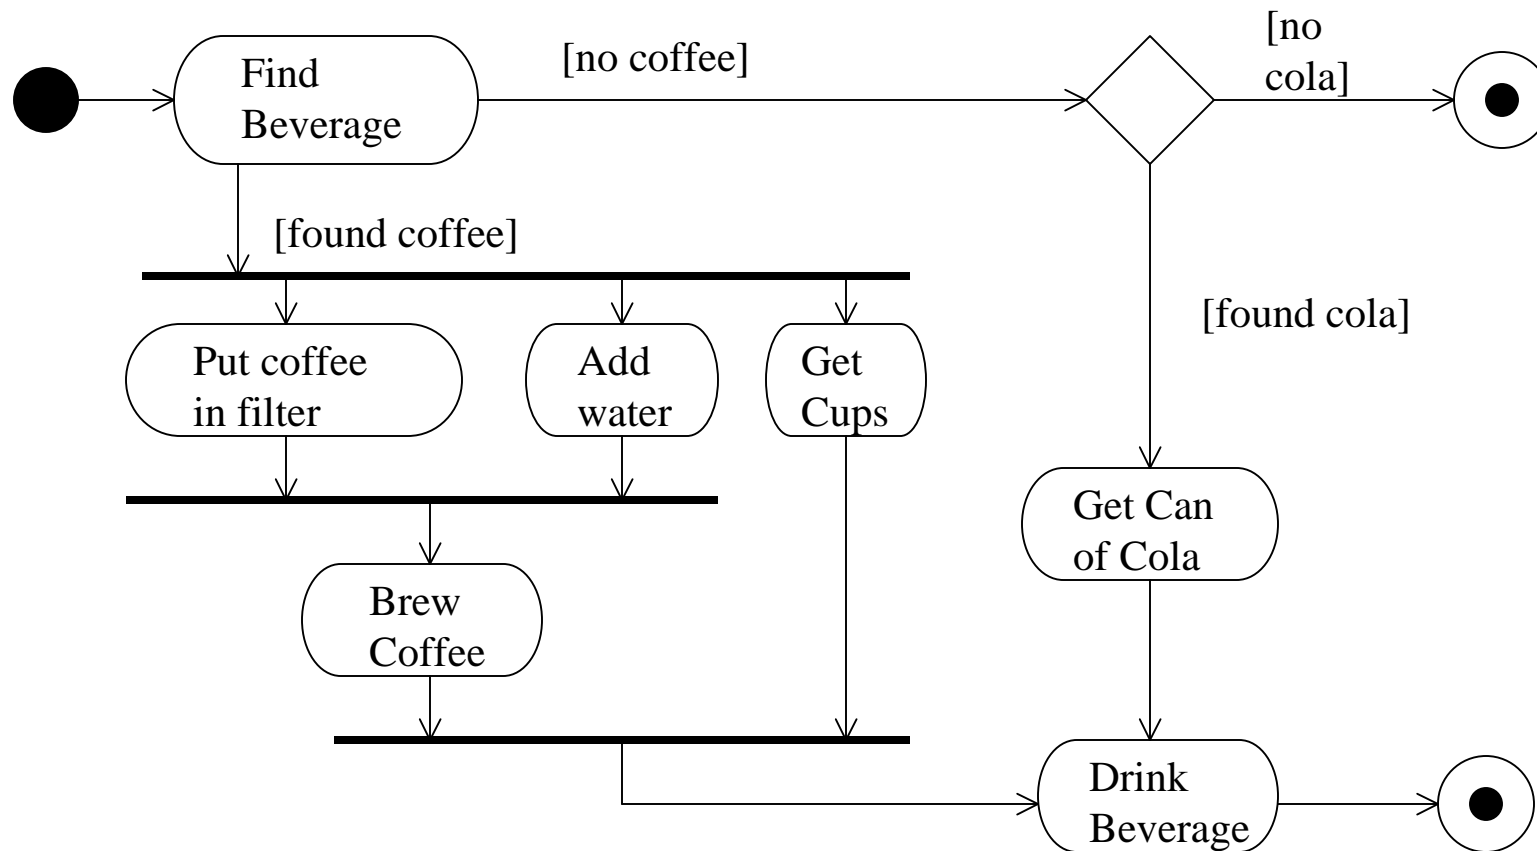 Find
Beverage
[no coffee]
[no
cola]
[found coffee]
Put coffee
in filter
Add
water
Get
Cups
[found cola]
Get Can
of Cola
Brew
Coffee
Drink
Beverage